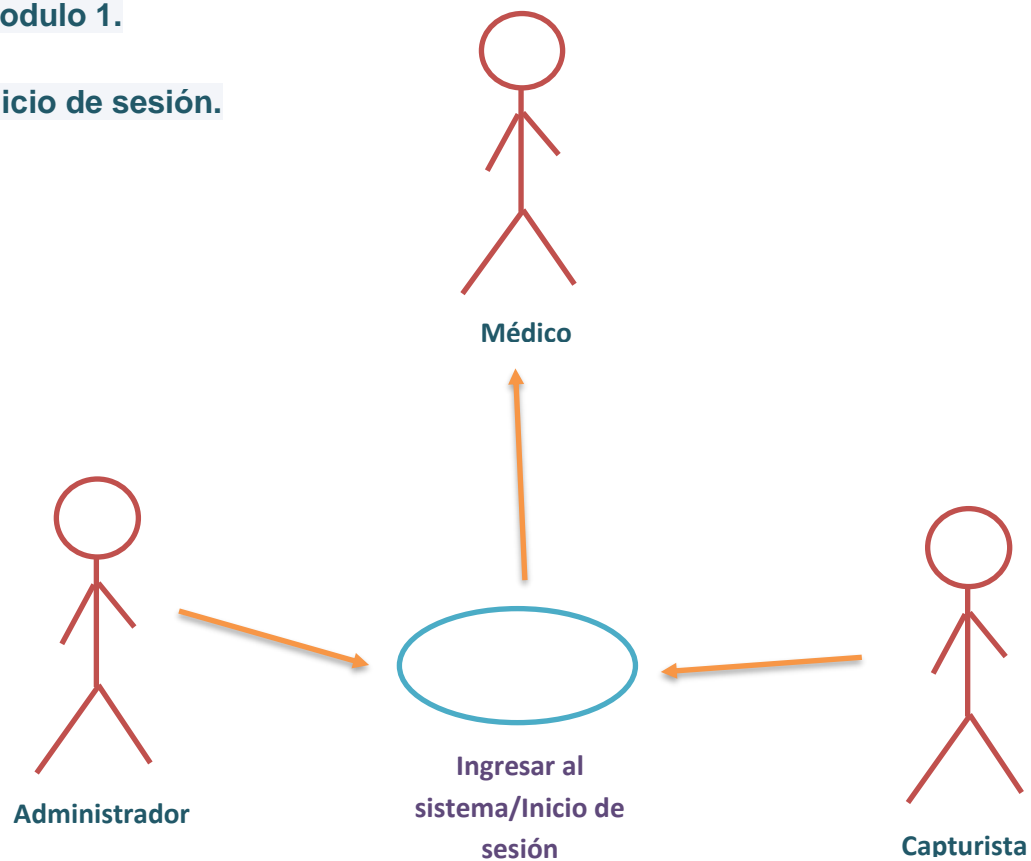 odulo 1.
icio de sesión.
Médico
Administrador
Ingresar al
sistema/Inicio de
sesión
Capturista